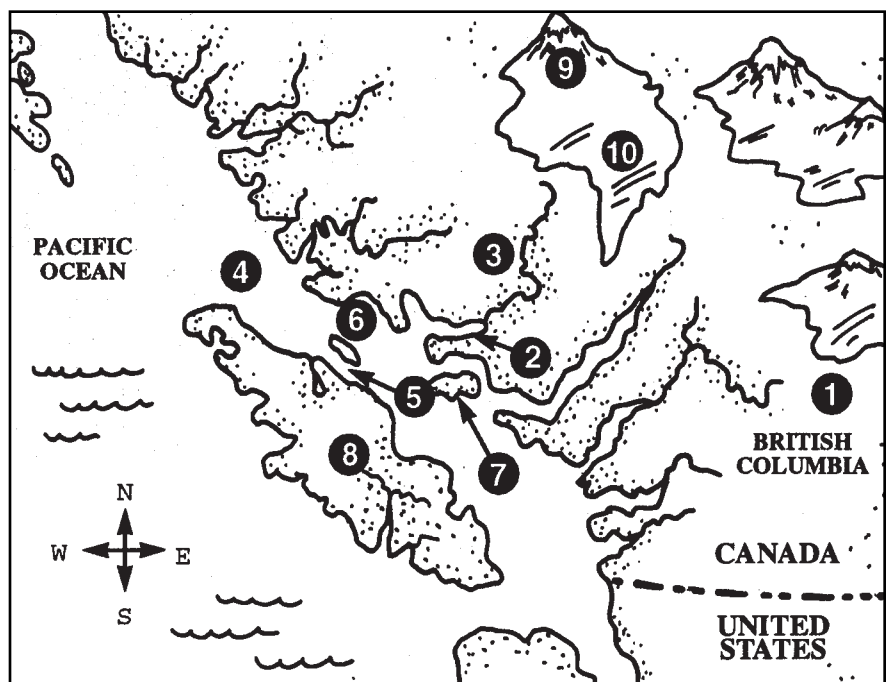 9
10
PACIFIC
OCEAN
3
4
6
2
5
1
BRITISH
COLUMBIA
8
7
N
W
E
S
CANADA
UNITED
STATES